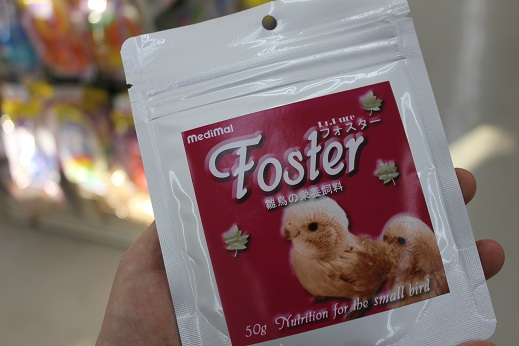 MediMal
フォスター
Foster
雛鳥の栄養飼料
50g Nutrition for the small bird